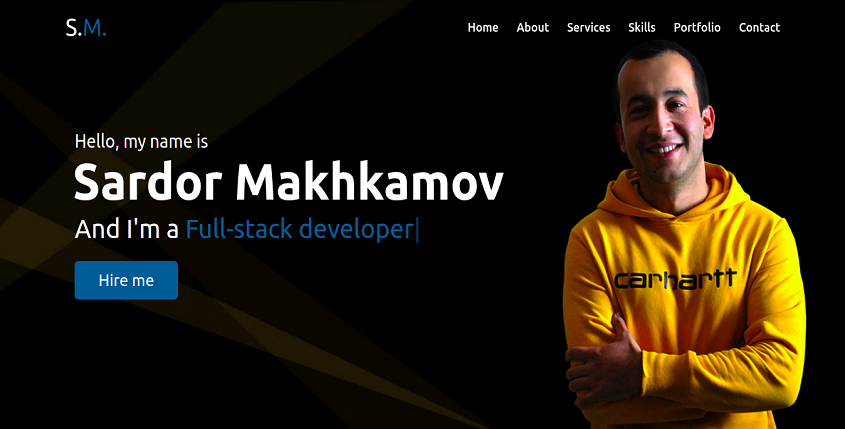 S.M.
Home About Services Skills Portfolio Contact
Hello, my name is
Sardor Makhkamov
And I'm a Full-stack developer|
Hire me
carhartt